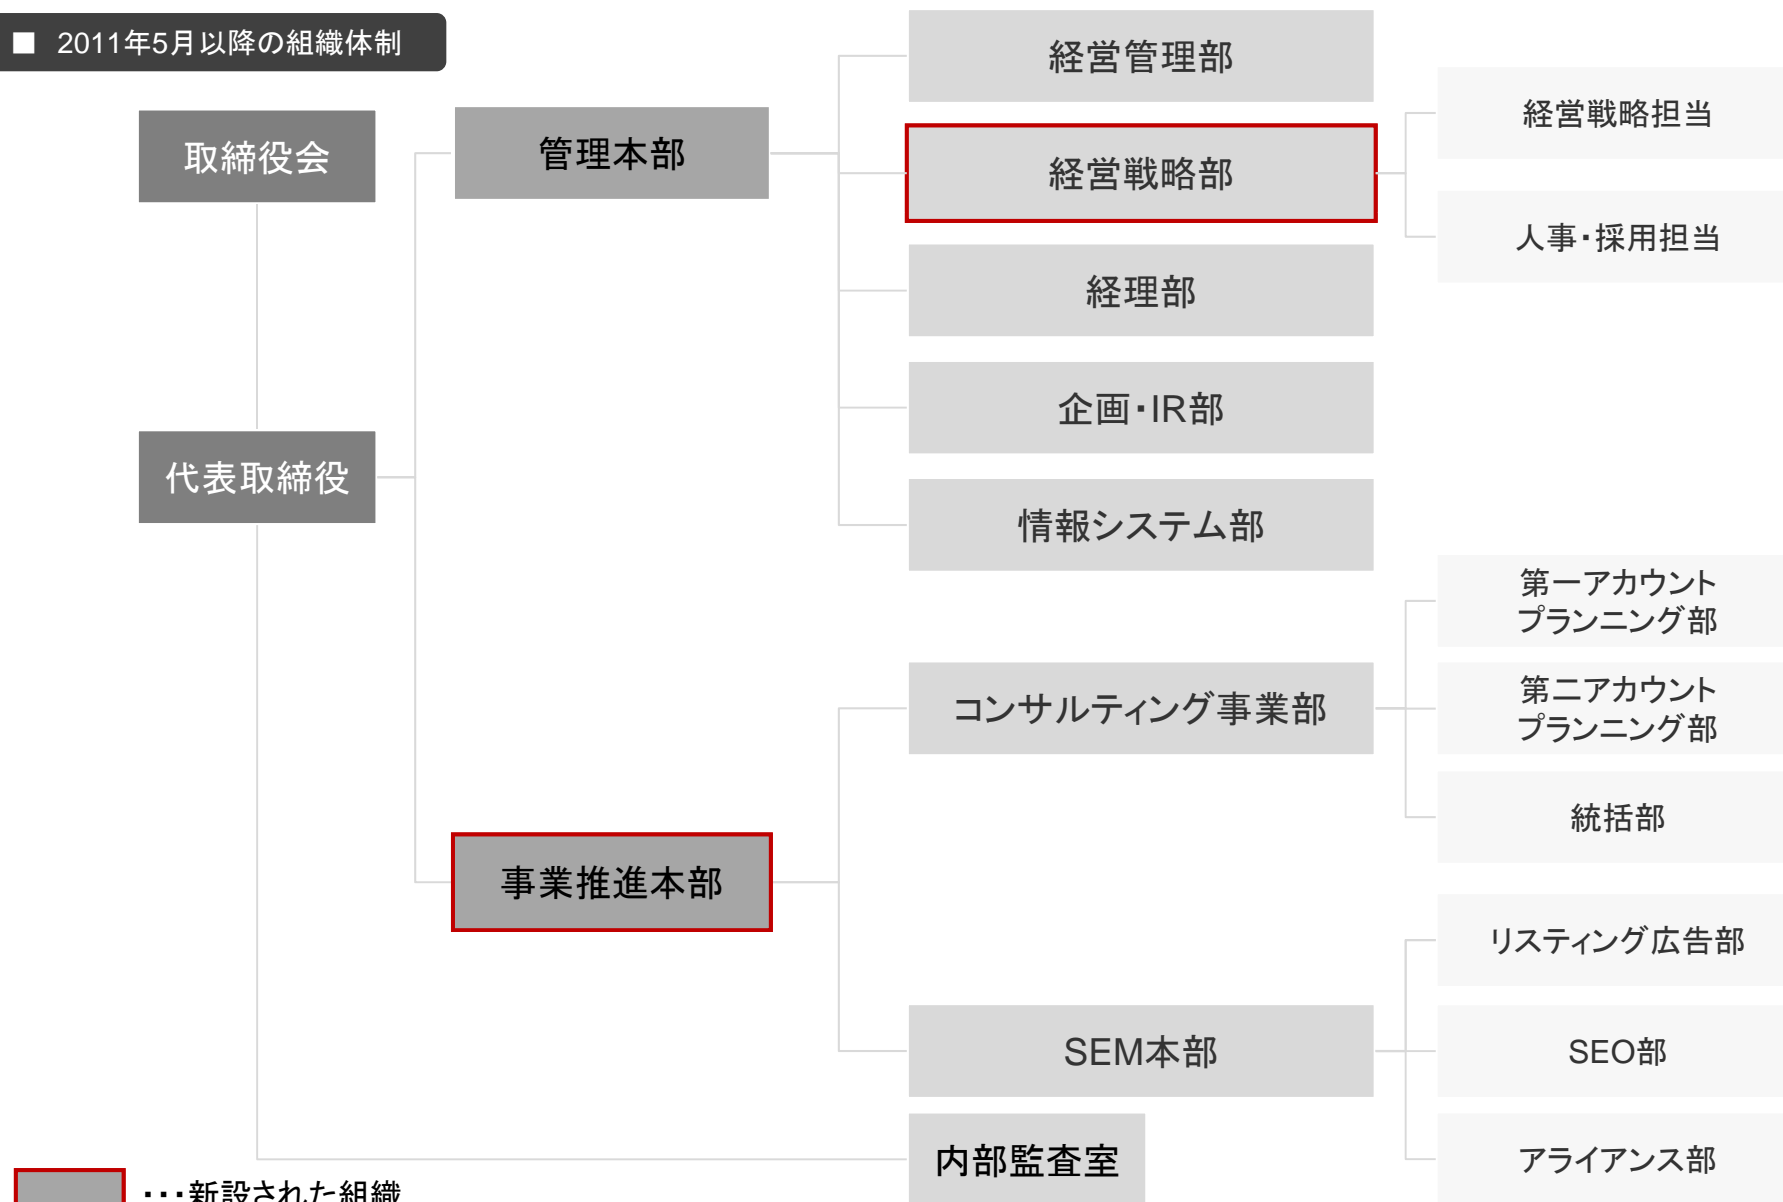 ■ 2011年5月以降の組織体制
取締役会
代表取締役
管理本部
経営管理部
経営戦略部
経営戦略担当
人事・採用担当
経理部
企画・IR部
情報システム部
事業推進本部
コンサルティング事業部
第一アカウント
プランニング部
第二アカウント
プランニング部
統括部
SEM本部
リスティング広告部
SEO部
アライアンス部
内部監査室
・・・新設された組織